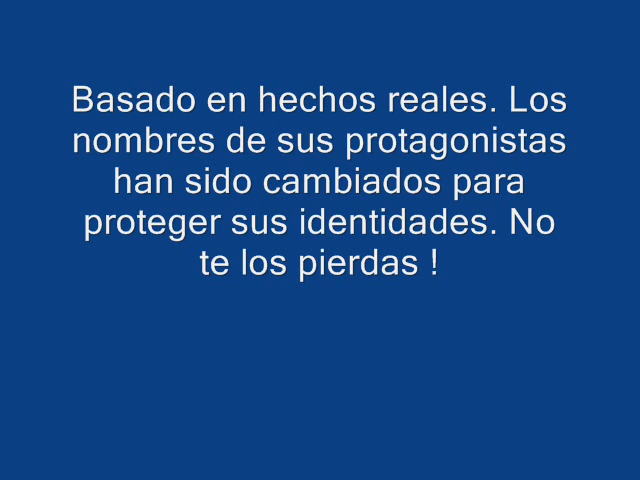 Basado en hechos reales. Los
nombres de sus protagonistas
han sido cambiados para
proteger sus identidades. No
te los pierdas !